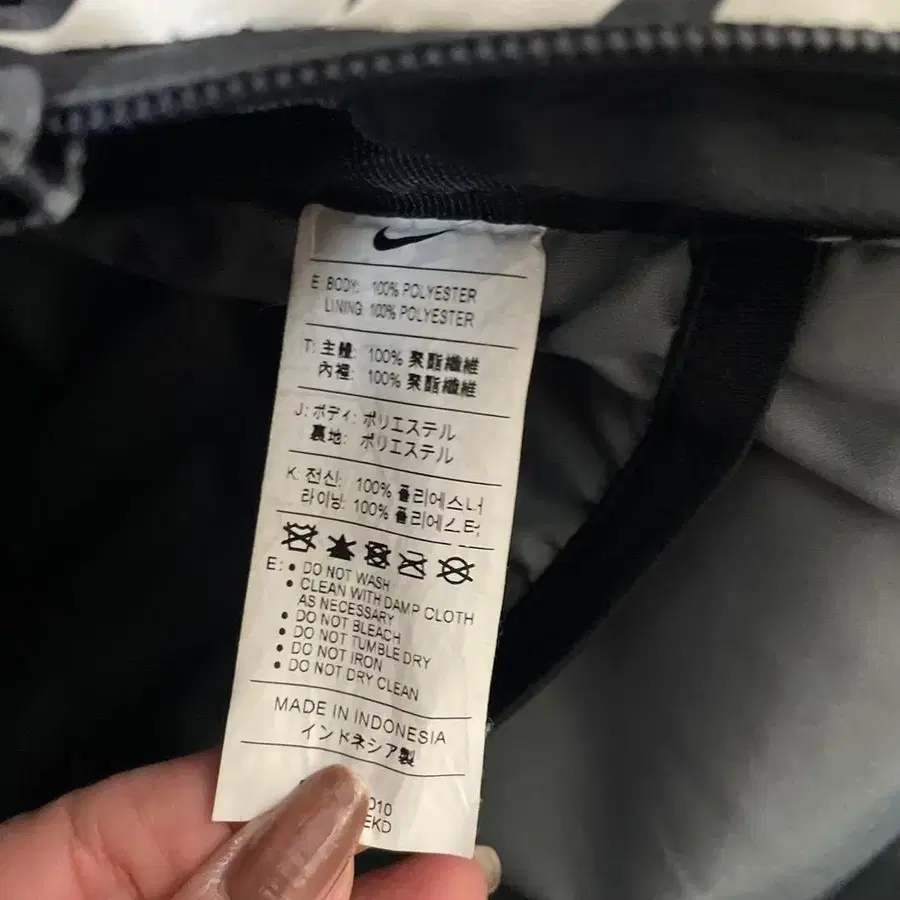 E: BODY: 100% POLYESTER
LINING: 100% POLYESTER
T: 主體: 100% 聚酯纖維
內裡: 100% 聚酯纖維
J: ボディ: ポリエステル
裏地: ポリエステル
K: 전신: 100% 폴리에스터
라이닝: 100% 폴리에스터
E: • DO NOT WASH
• CLEAN WITH DAMP CLOTH
AS NECESSARY
• DO NOT BLEACH
• DO NOT TUMBLE DRY
• DO NOT IRON
• DO NOT DRY CLEAN
MADE IN INDONESIA
インドネシア製
010
EKD